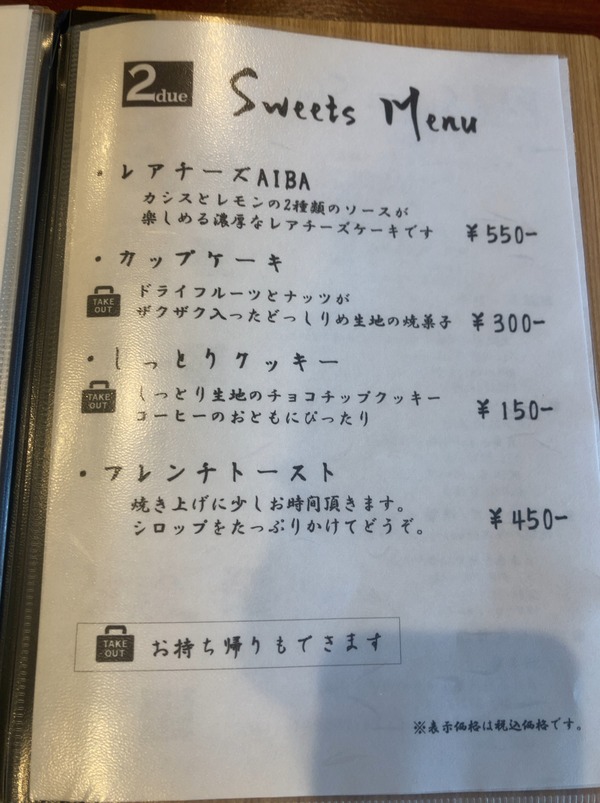 2due
Sweets Menu
・レアチーズAIBA
カシスとレモンの2種類のソースが
楽しめる濃厚なレアチーズケーキです ¥550-
・カップケーキ
TAKE OUT
ドライフルーツとナッツが
ザクザク入ったどっしりめ生地の焼菓子 ¥300-
・しっとりクッキー
TAKE OUT
しっとり生地のチョコチップクッキー
コーヒーのおともにぴったり ¥150-
・フレンチトースト
焼き上げに少しお時間頂きます。
シロップをたっぷりかけてどうぞ。 ¥450-
TAKE OUT お持ち帰りもできます
※表示価格は税込価格です。